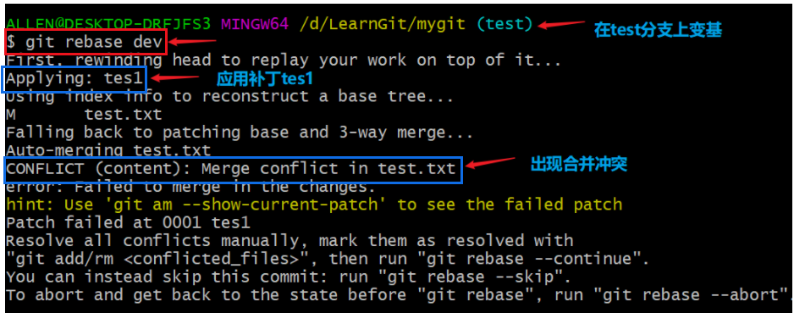 ALLEN@DESKTOP-DRFJFS3 MINGW64 /d/LearnGit/mygit (test) 在test分支上变基
$ git rebase dev
First, rewinding head to replay your work on top of it...
Applying: tes1 应用补丁tes1
Using index info to reconstruct a base tree...
M test.txt
Falling back to patching base and 3-way merge...
Auto-merging test.txt
CONFLICT (content): Merge conflict in test.txt 出现合并冲突
error: Failed to merge in the changes.
hint: Use 'git am --show-current-patch' to see the failed patch
Patch failed at 0001 tes1
Resolve all conflicts manually, mark them as resolved with
"git add/rm <conflicted_files>", then run "git rebase --continue".
You can instead skip this commit: run "git rebase --skip".
To abort and get back to the state before "git rebase", run "git rebase --abort".